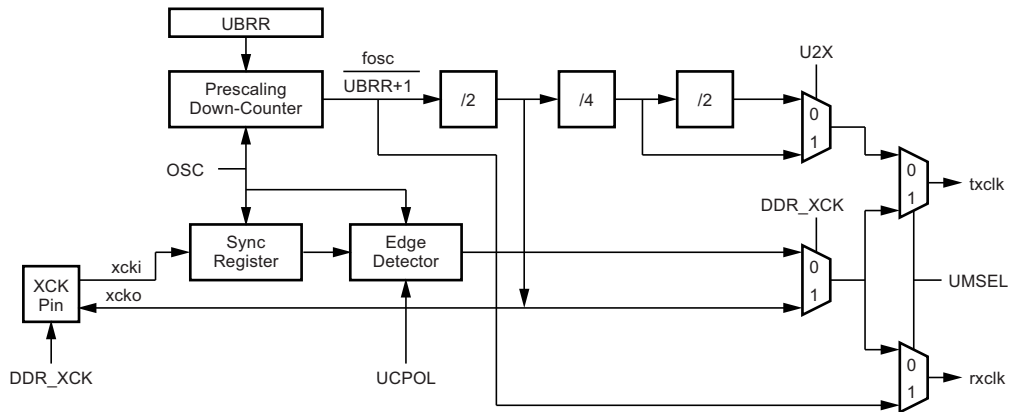 UBRR
fosc
UBRR+1
U2X
Prescaling
Down-Counter
/2
/4
/2
0
1
OSC
0
1
txclk
DDR_XCK
Sync
Register
Edge
Detector
xcki
0
1
UMSEL
XCK
Pin
xcko
0
1
rxclk
DDR_XCK
UCPOL